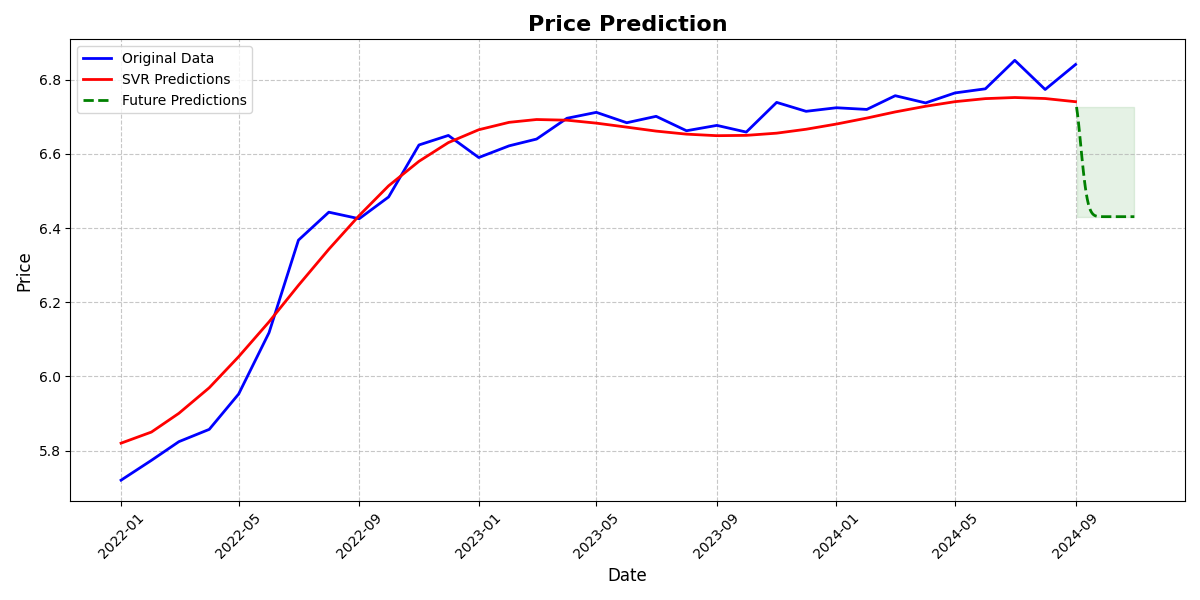 Price Prediction
Original Data
SVR Predictions
Future Predictions
Price
6.8
6.6
6.4
6.2
6.0
5.8
2022-01
2022-05
2022-09
2023-01
2023-05
2023-09
2024-01
2024-05
2024-09
Date